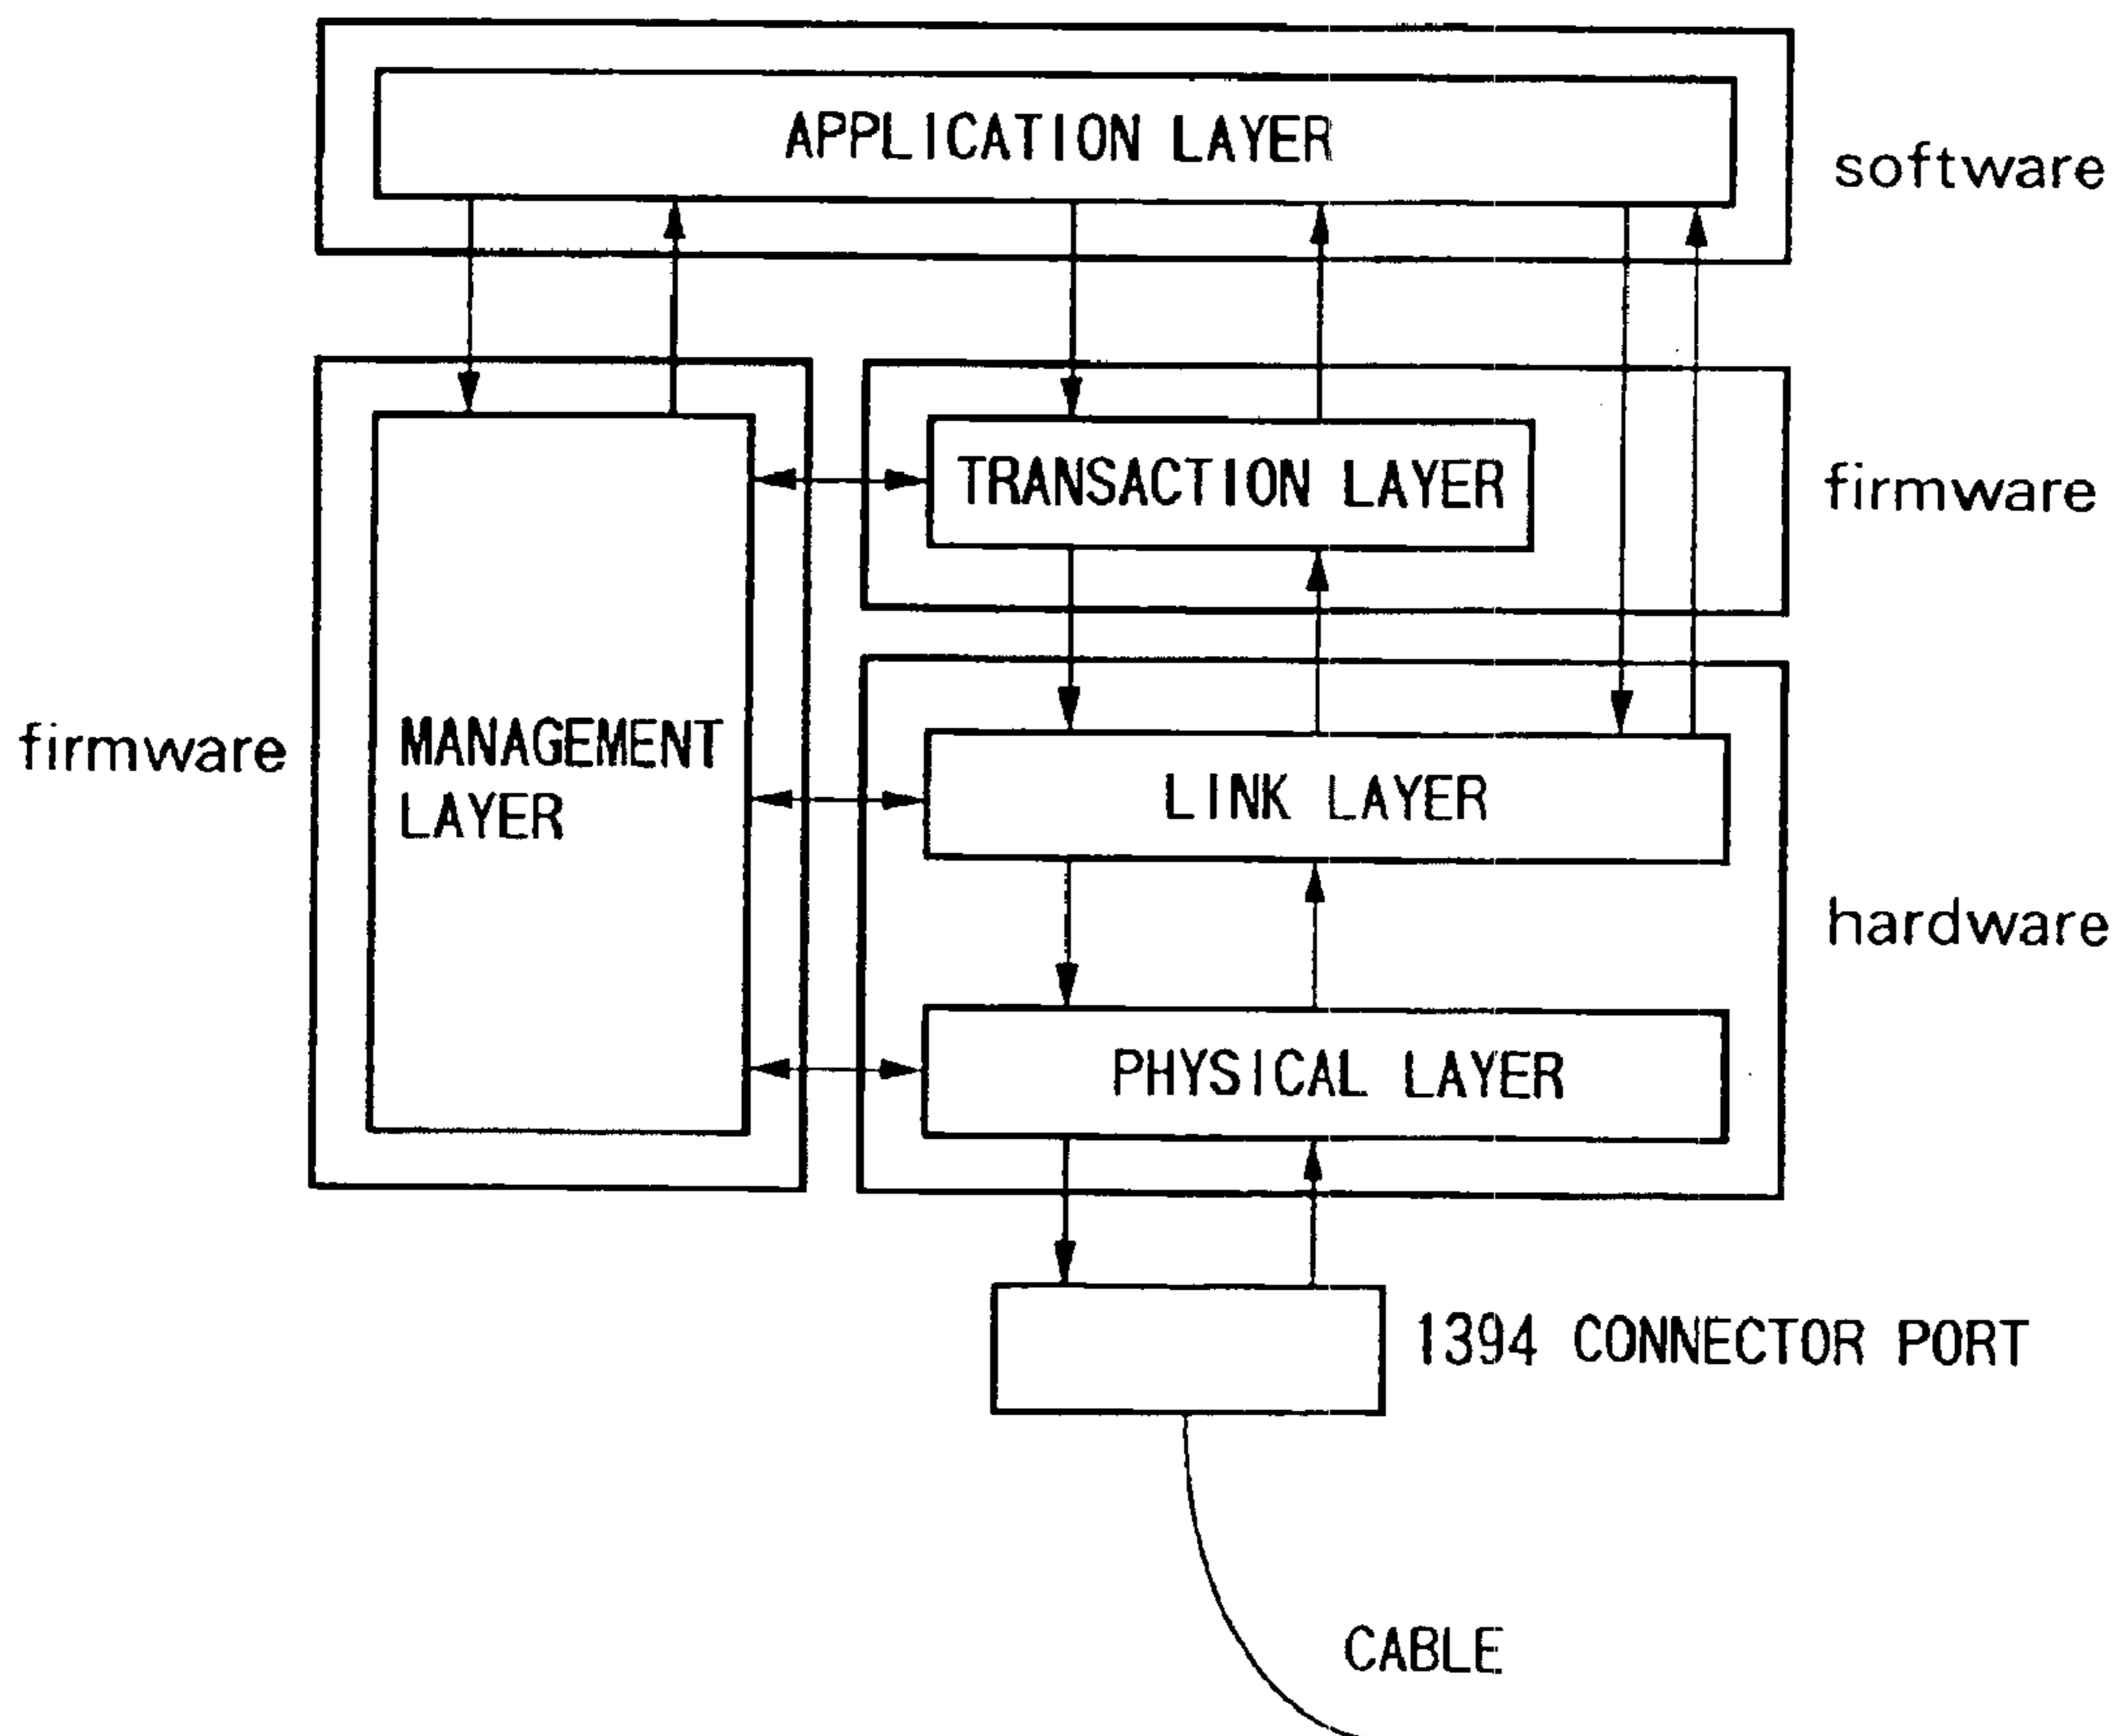 APPLICATION LAYER
software
TRANSACTION LAYER
firmware
firmware
MANAGEMENT
LAYER
LINK LAYER
hardware
PHYSICAL LAYER
1394 CONNECTOR PORT
CABLE